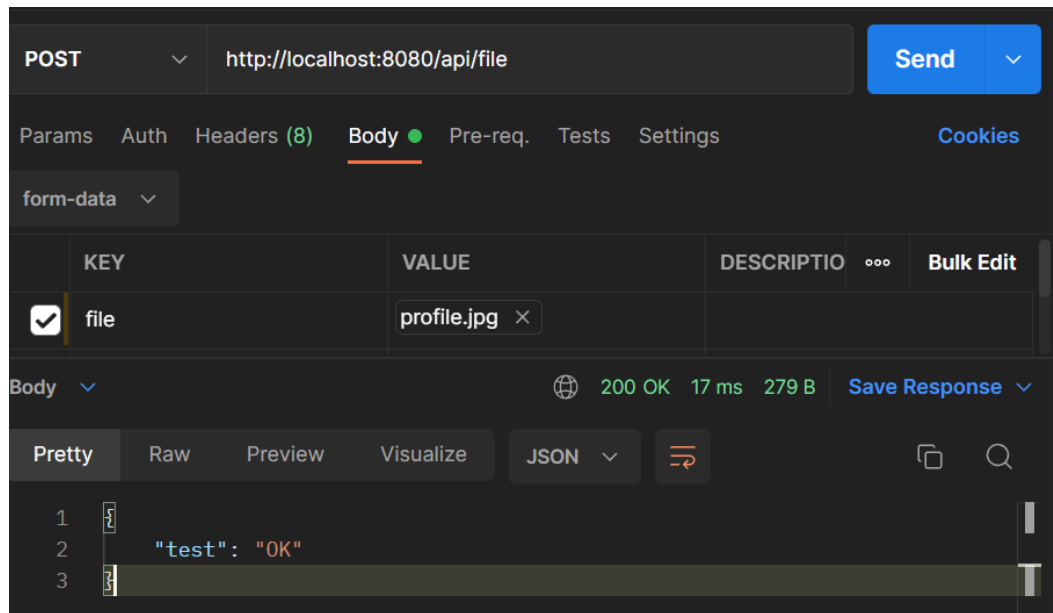 POST http://localhost:8080/api/file Send
Params Auth Headers (8) Body Pre-req. Tests Settings Cookies
form-data
KEY VALUE DESCRIPTIO ooo Bulk Edit
file profile.jpg
Body 200 OK 17 ms 279 B Save Response
Pretty Raw Preview Visualize JSON
1 {
2 "test": "OK"
3 }